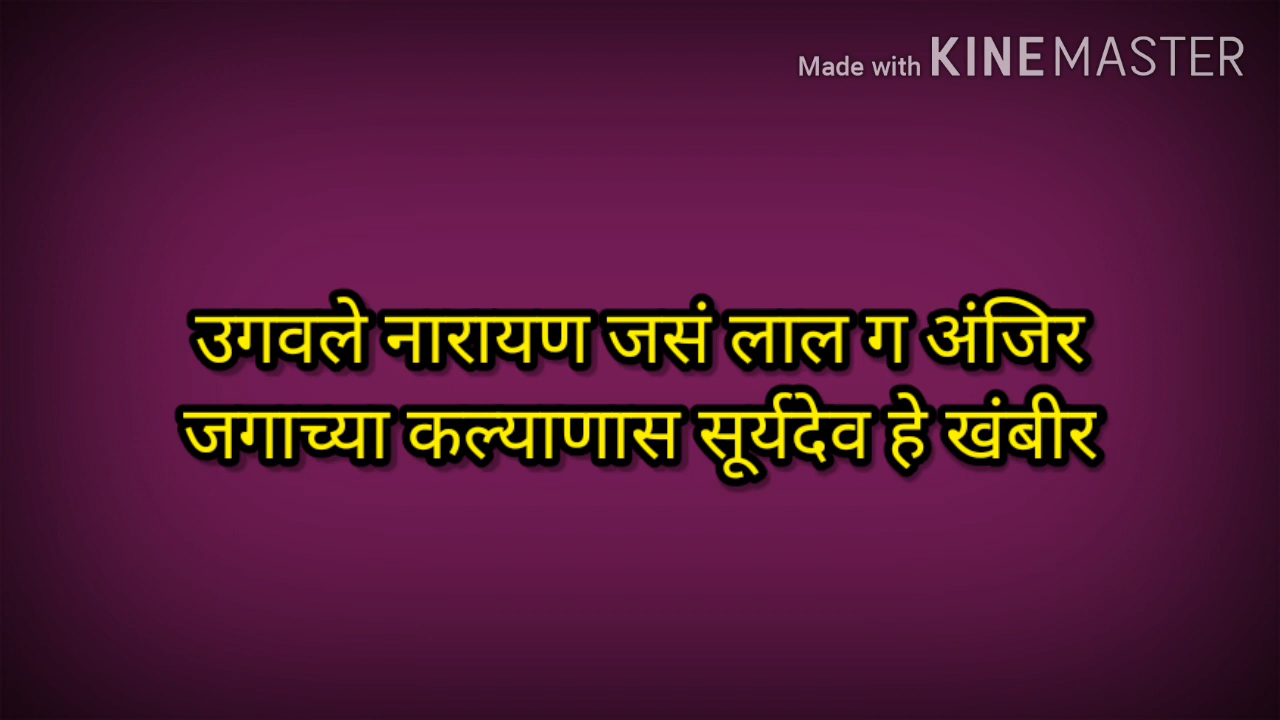 Made with KINEMASTER
उगवले नारायण जसं लाल ग अंजिर
जगाच्या कल्याणास सूर्यदेव हे खंबीर